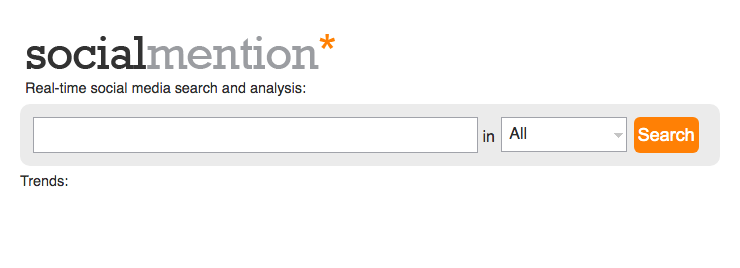 socialmention*
Real-time social media search and analysis:
in All Search
Trends: